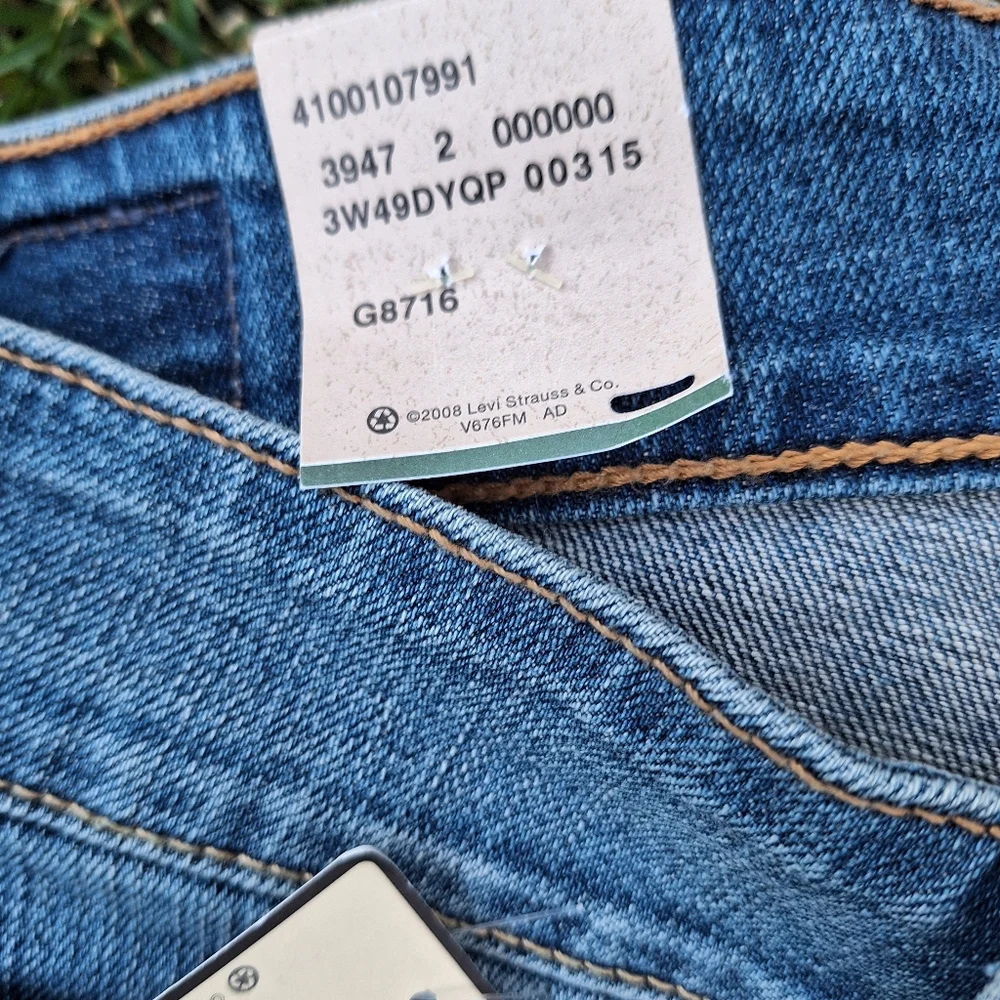 4100107991
3947 2 000000
3W49DYQP 00315
G8716
©2008 Levi Strauss & Co.
V676FM AD